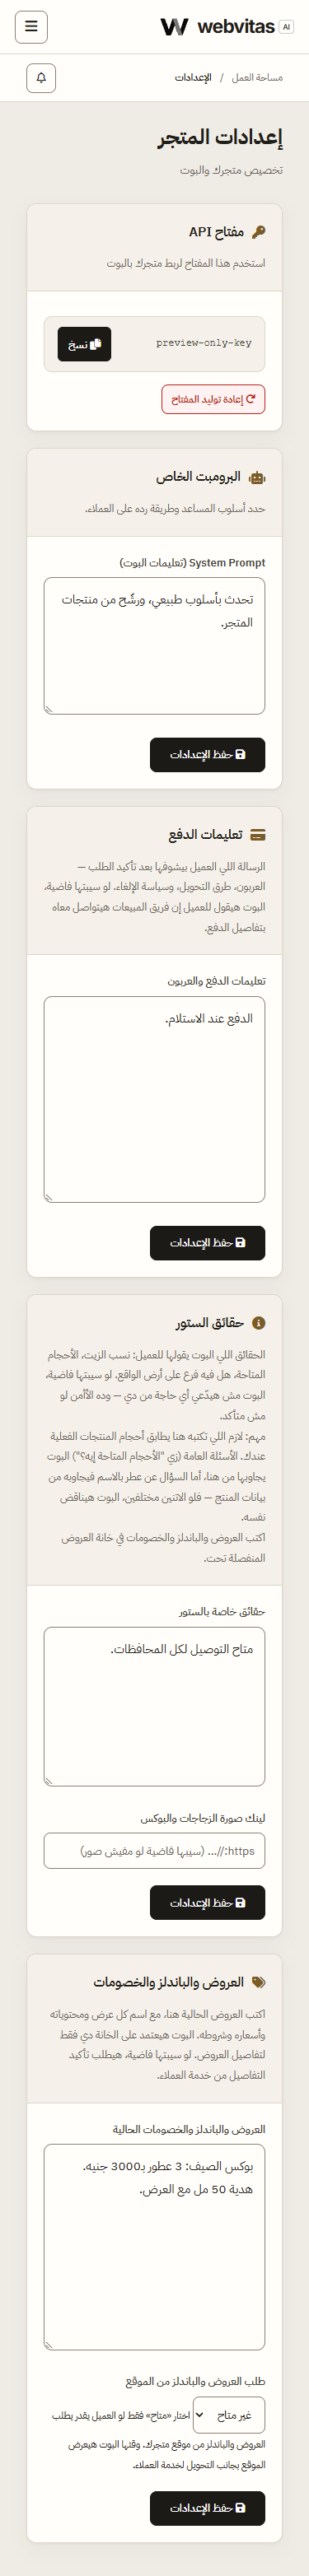 webvitas AI
مساحة العمل / الإعدادات
إعدادات المتجر
تخصيص متجرك والبوت
مفتاح API
استخدم هذا المفتاح لربط متجرك بالبوت
preview-only-key
نسخ
إعادة توليد المفتاح
البرومبت الخاص
حدد أسلوب المساعد وطريقة رده على العملاء.
System Prompt (تعليمات البوت)
تحدث بأسلوب طبيعي، ورشّح من منتجات
المتجر.
حفظ الإعدادات
تعليمات الدفع
الرسالة اللي العميل بيشوفها بعد تأكيد الطلب —
العربون، طرق التحويل، وسياسة الإلغاء. لو سيبتها فاضية،
البوت هيقول للعميل إن فريق المبيعات هيتواصل معاه
بتفاصيل الدفع.
تعليمات الدفع والعربون
الدفع عند الاستلام.
حفظ الإعدادات
حقائق الستور
الحقائق اللي البوت يقولها للعميل: نسب الزيت، الأحجام
المتاحة، هل فيه فرع على أرض الواقع. لو سيبتها فاضية،
البوت مش هيدّعي أي حاجة من دي — وده الأأمن لو
مش متأكد.
مهم: لازم اللي تكتبه هنا يطابق أحجام المنتجات الفعلية
عندك. الأسئلة العامة (زي "الأحجام المتاحة إيه؟") البوت
يجاوبها من هنا، أما السؤال عن عطر بالاسم فيجاوبه من
بيانات المنتج — فلو الاتنين مختلفين، البوت هيناقض
نفسه.
اكتب العروض والباندلز والخصومات في خانة العروض
المنفصلة تحت.
حقائق خاصة بالستور
متاح التوصيل لكل المحافظات.
لينك صورة الزجاجات والبوكس
https://... (سيبها فاضية لو مفيش صور)
حفظ الإعدادات
العروض والباندلز والخصومات
اكتب العروض الحالية هنا، مع اسم كل عرض ومحتوياته
وأسعاره وشروطه. البوت هيعتمد على الخانة دي فقط
لتفاصيل العروض. لو سيبتها فاضية، هيطلب تأكيد
التفاصيل من خدمة العملاء.
العروض والباندلز والخصومات الحالية
بوكس الصيف: 3 عطور بـ3000 جنيه.
هدية 50 مل مع العرض.
طلب العروض والباندلز من الموقع
غير متاح
اختار «متاح» فقط لو العميل يقدر يطلب
العروض والباندلز من موقع متجرك. وقتها البوت هيعرض
الموقع بجانب التحويل لخدمة العملاء.
حفظ الإعدادات